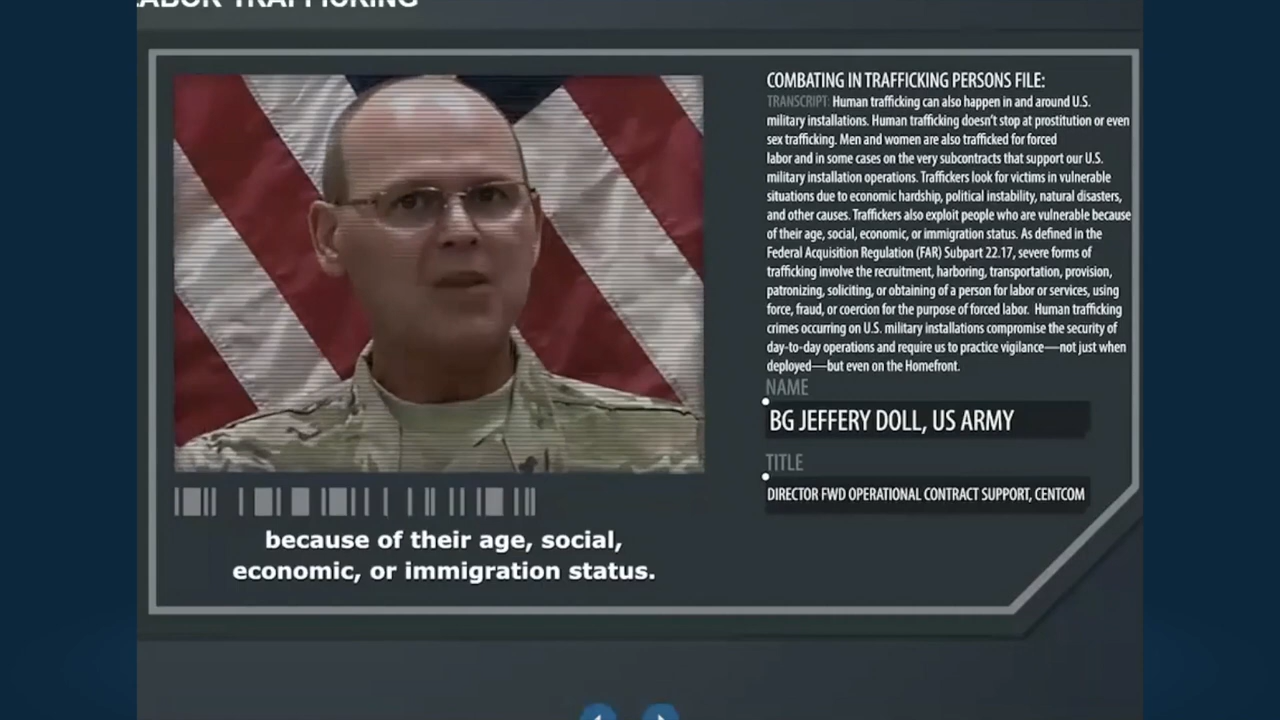 LABOR TRAFFICKING
COMBATING IN TRAFFICKING PERSONS FILE:
TRANSCRIPT: Human trafficking can also happen in and around U.S.
military installations. Human trafficking doesn't stop at prostitution or even
sex trafficking. Men and women are also trafficked for forced
labor and in some cases on the very subcontracts that support our U.S.
military installation operations. Traffickers look for victims in vulnerable
situations due to economic hardship, political instability, natural disasters,
and other causes. Traffickers also exploit people who are vulnerable because
of their age, social, economic, or immigration status. As defined in the
Federal Acquisition Regulation (FAR) Subpart 22.17, severe forms of
trafficking involve the recruitment, harboring, transportation, provision,
patronizing, soliciting, or obtaining of a person for labor or services, using
force, fraud, or coercion for the purpose of forced labor. Human trafficking
crimes occurring on U.S. military installations compromise the security of
day-to-day operations and require us to practice vigilance—not just when
deployed—but even on the Homefront.
NAME
BG JEFFERY DOLL, US ARMY
TITLE
DIRECTOR FWD OPERATIONAL CONTRACT SUPPORT, CENTCOM
because of their age, social,
economic, or immigration status.